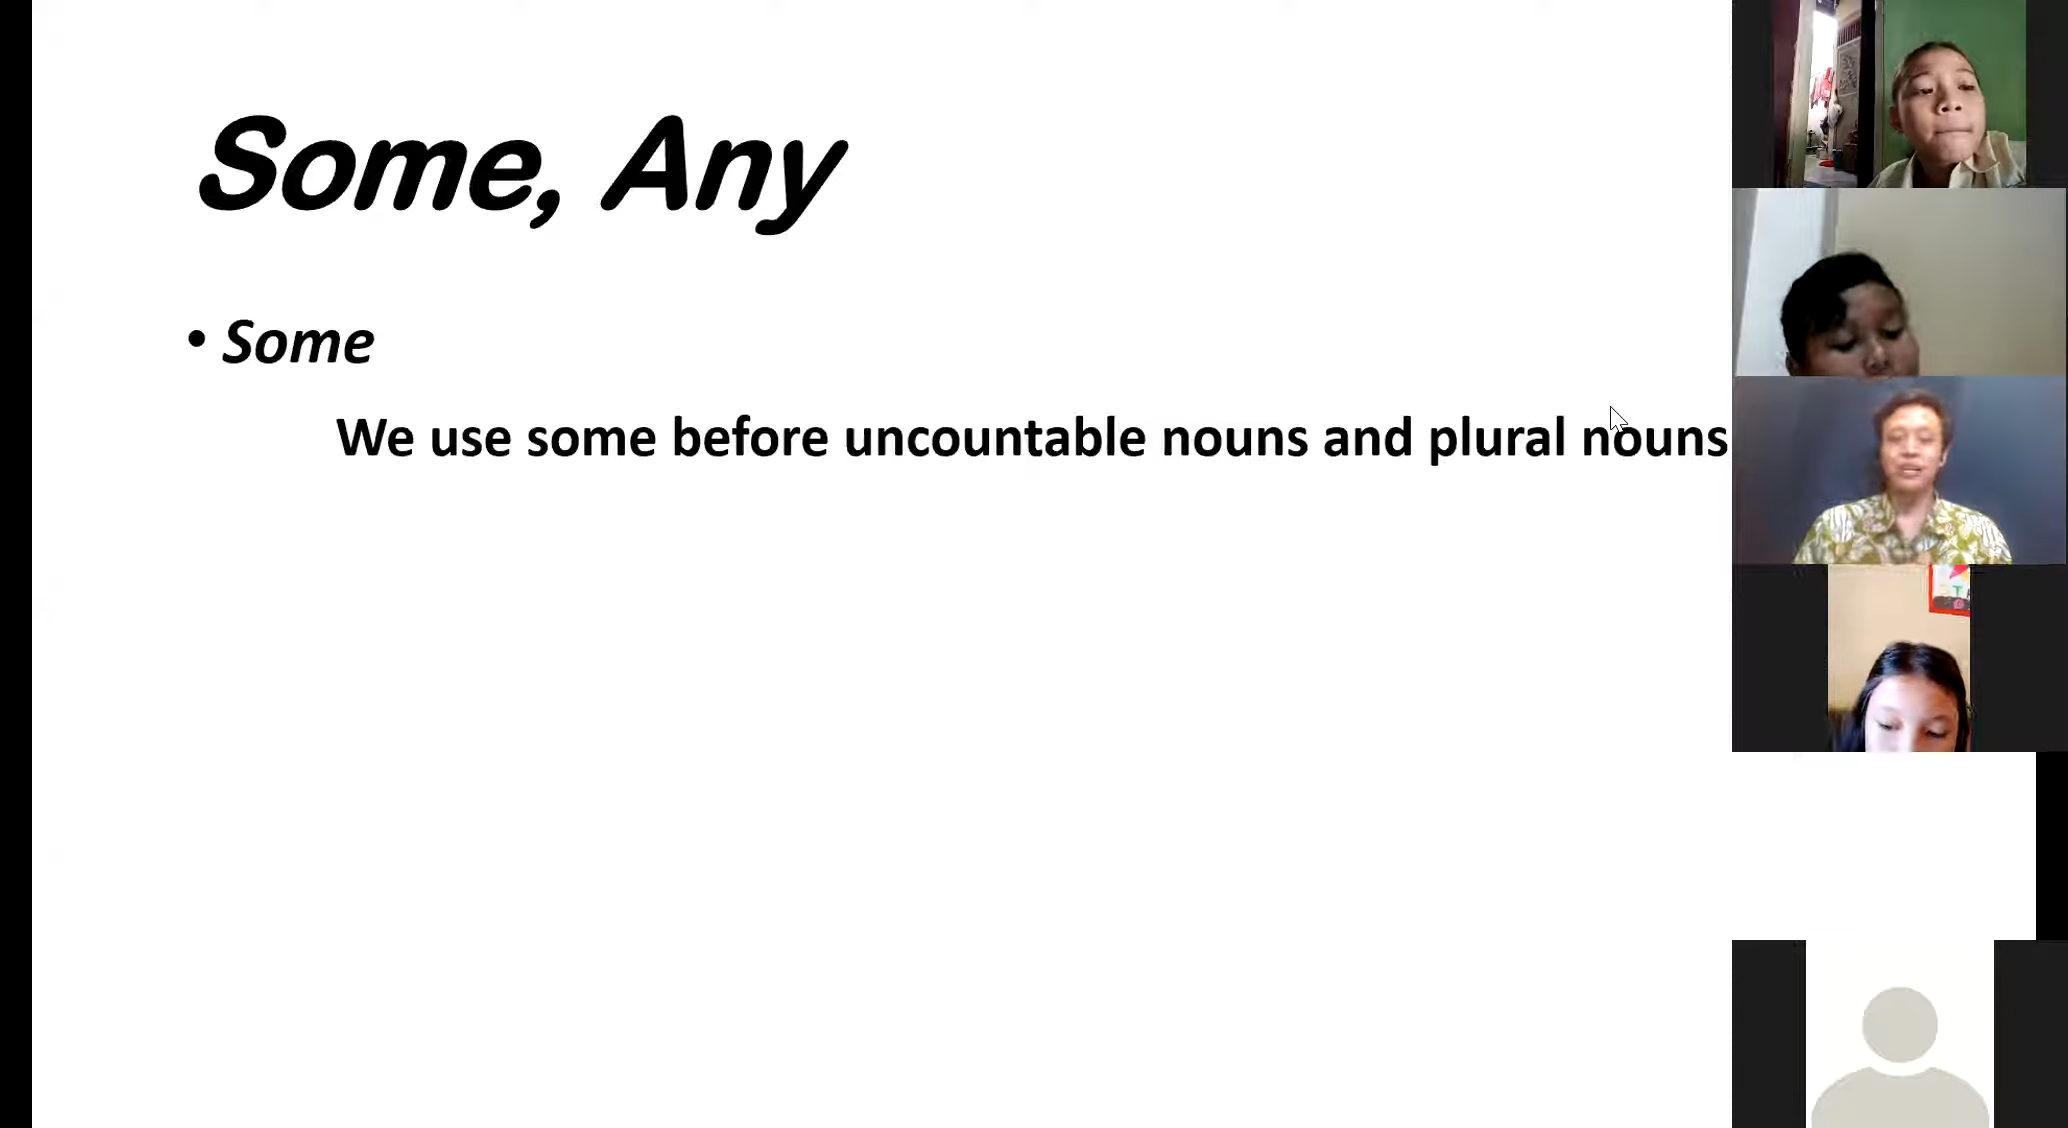 Some, Any
• Some
We use some before uncountable nouns and plural nouns